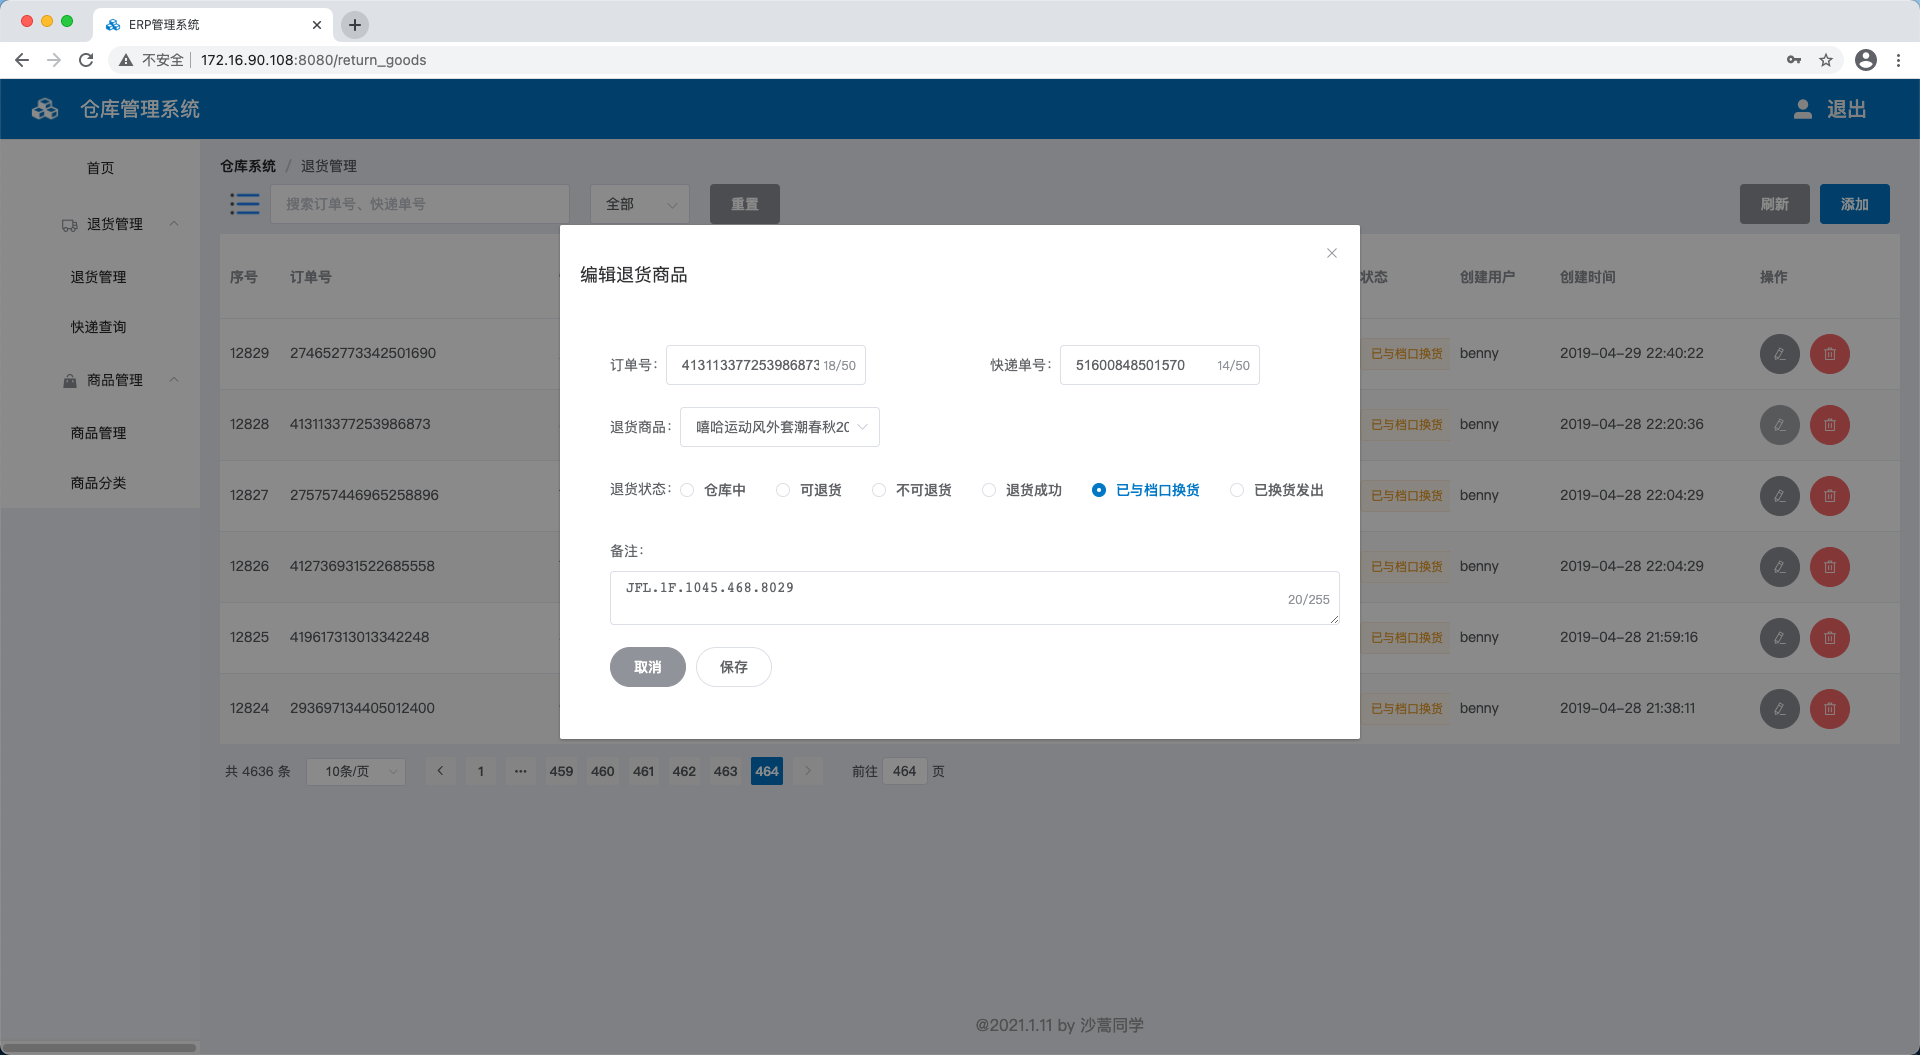 ERP管理系统
不安全 172.16.90.108:8080/return_goods
仓库管理系统
退出
首页
退货管理
退货管理
快递查询
商品管理
商品管理
商品分类
仓库系统 / 退货管理
搜索订单号、快递单号
全部
重置
刷新
添加
序号 订单号 状态 创建用户 创建时间 操作
12829 274652773342501690 已与档口换货 benny 2019-04-29 22:40:22
12828 413113377253986873 已与档口换货 benny 2019-04-28 22:20:36
12827 275757446965258896 已与档口换货 benny 2019-04-28 22:04:29
12826 412736931522685558 已与档口换货 benny 2019-04-28 22:04:29
12825 419617313013342248 已与档口换货 benny 2019-04-28 21:59:16
12824 293697134405012400 已与档口换货 benny 2019-04-28 21:38:11
编辑退货商品
订单号: 413113377253986873 18/50
快递单号: 51600848501570 14/50
退货商品: 嘻哈运动风外套潮春秋20
退货状态: 仓库中 可退货 不可退货 退货成功 已与档口换货 已换货发出
备注:
JFL.1F.1045.468.8029
20/255
取消 保存
共 4636 条 10条/页 1 ··· 459 460 461 462 463 464 前往 464 页
@2021.1.11 by 沙蒿同学